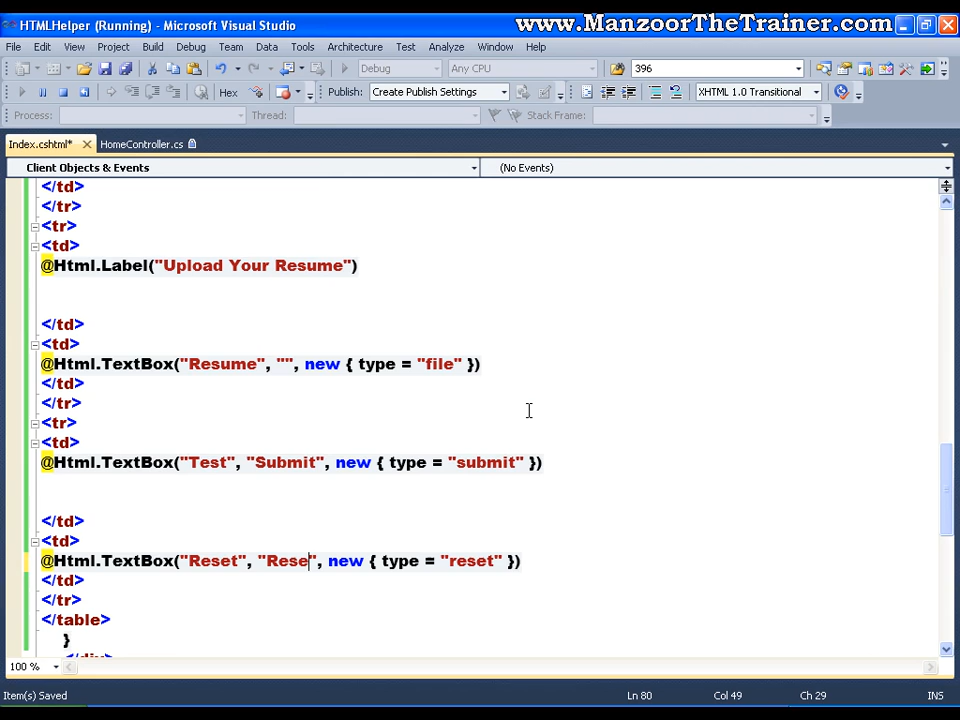 HTMLHelper (Running) - Microsoft Visual Studio
www.ManzoorTheTrainer.com
File Edit View Project Build Debug Team Data Tools Architecture Test Analyze Window Help
Debug Any CPU 396
Hex Publish: Create Publish Settings XHTML 1.0 Transitional
Process: Thread: Stack Frame:
Index.cshtml* HomeController.cs
Client Objects & Events (No Events)
</td>
</tr>
<tr>
<td>
@Html.Label("Upload Your Resume")
</td>
<td>
@Html.TextBox("Resume", "", new { type = "file" })
</td>
</tr>
<tr>
<td>
@Html.TextBox("Test", "Submit", new { type = "submit" })
</td>
<td>
@Html.TextBox("Reset", "Rese", new { type = "reset" })
</td>
</tr>
</table>
}
</div>
100 %
Item(s) Saved Ln 80 Col 49 Ch 29 INS